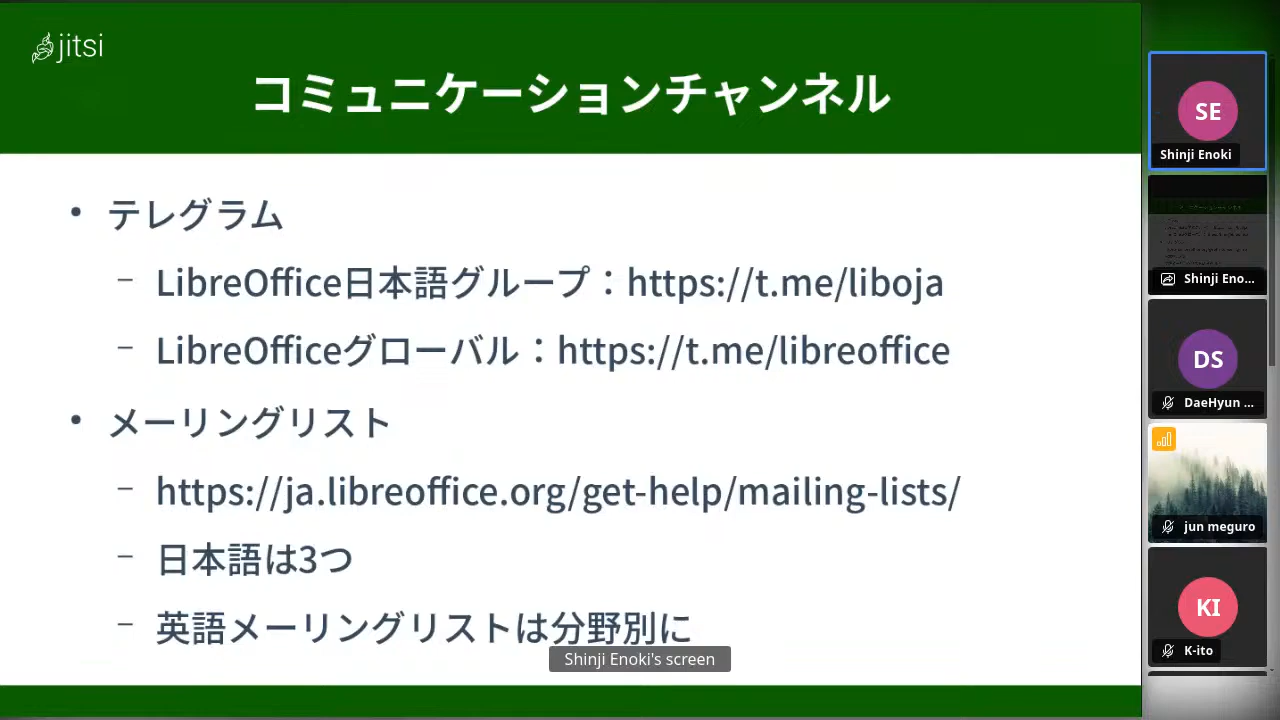 jitsi
コミュニケーションチャンネル
• テレグラム
– LibreOffice日本語グループ：https://t.me/liboja
– LibreOfficeグローバル：https://t.me/libreoffice
• メーリングリスト
– https://ja.libreoffice.org/get-help/mailing-lists/
– 日本語は3つ
– 英語メーリングリストは分野別に
Shinji Enoki's screen
SE
Shinji Enoki
Shinji Eno...
DS
DaeHyun ...
jun meguro
KI
K-ito